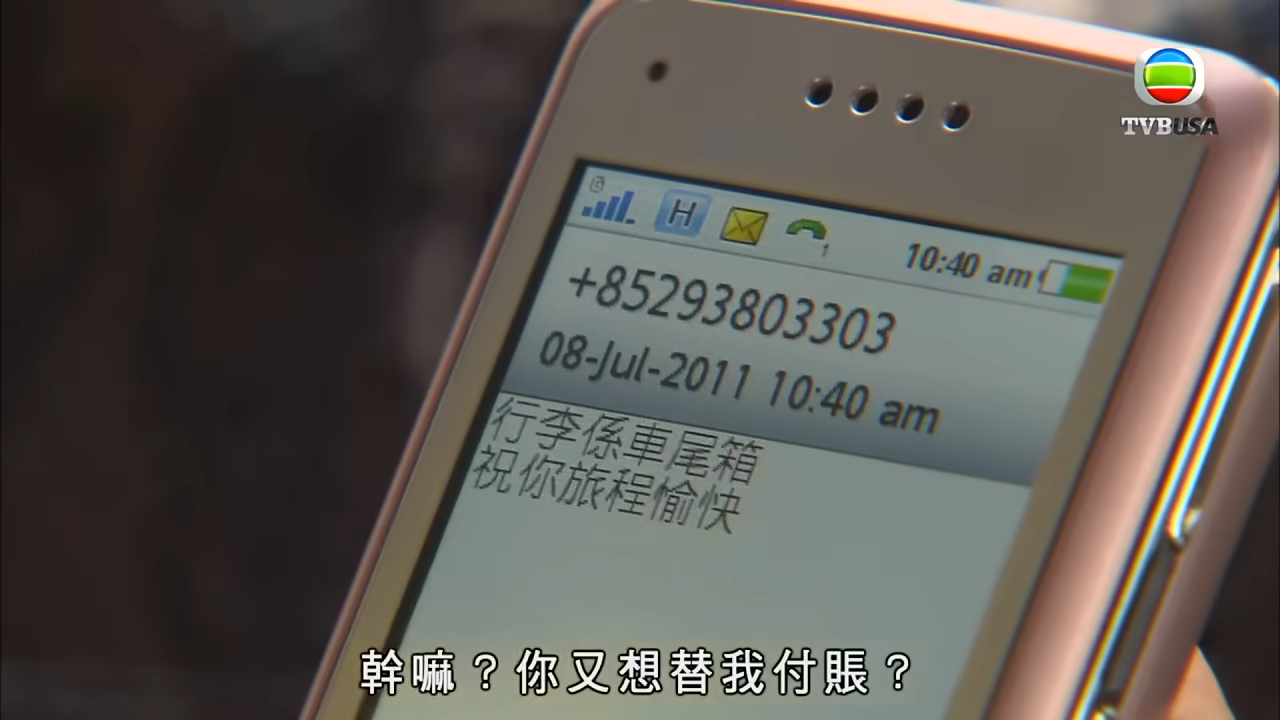 TVBUSA
H
1
10:40 am
+85293803303
08-Jul-2011 10:40 am
行李係車尾箱
祝你旅程愉快
幹嘛？你又想替我付賬？